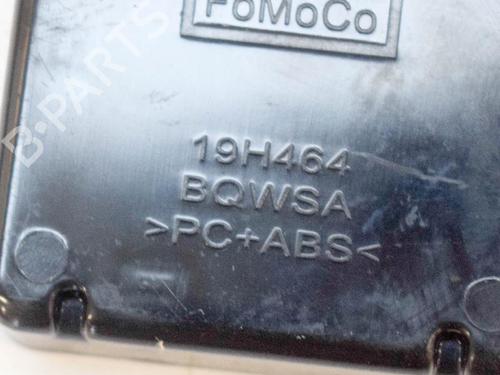 FoMoCo
19H464
BQWSA
>PC+ABS<
B-PARTS